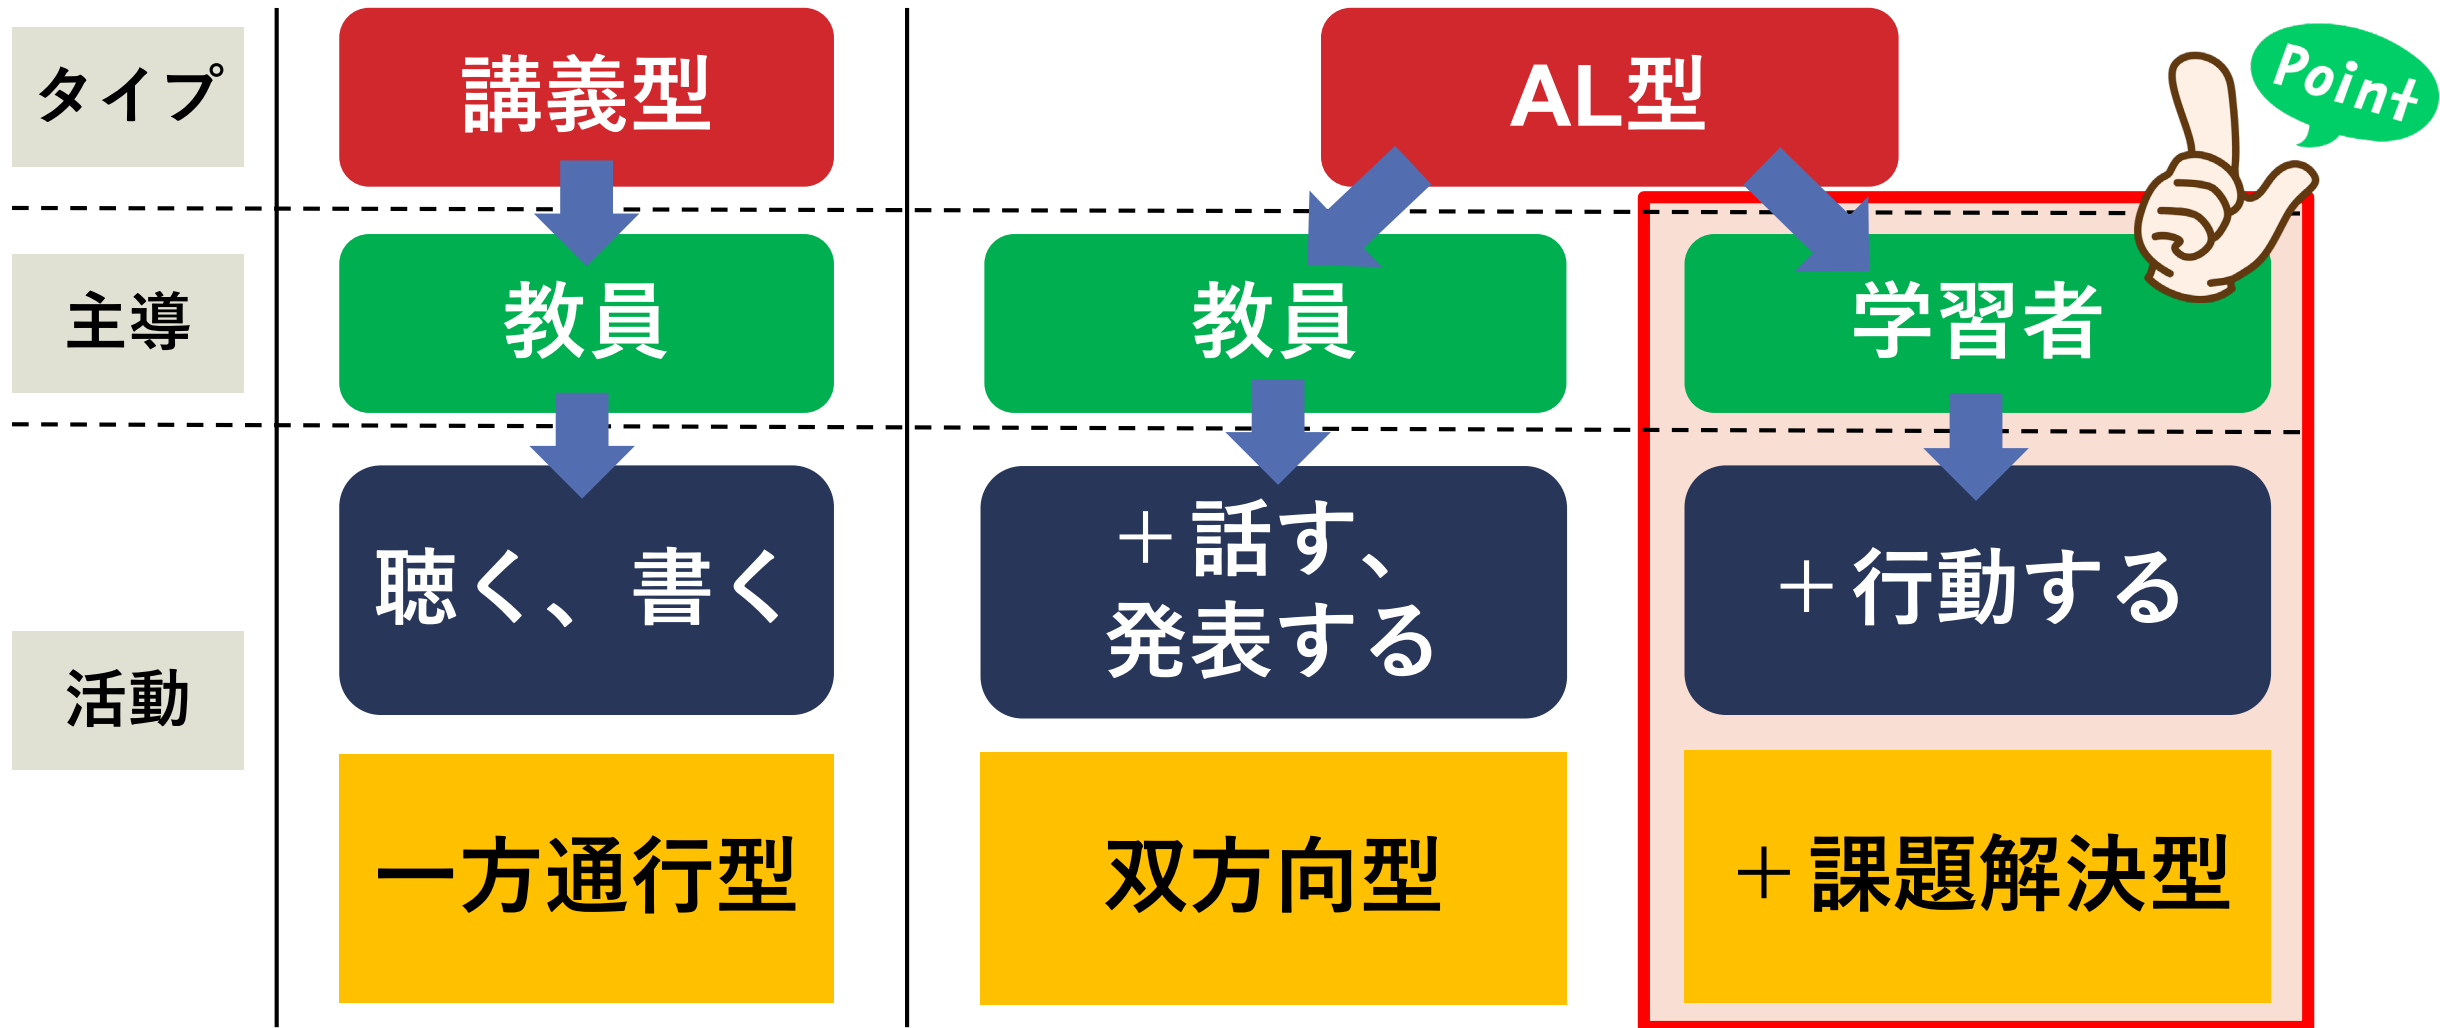 タイプ
講義型
AL型
Point
主導
教員
教員
学習者
活動
聴く、書く
＋話す、
発表する
＋行動する
一方通行型
双方向型
＋課題解決型